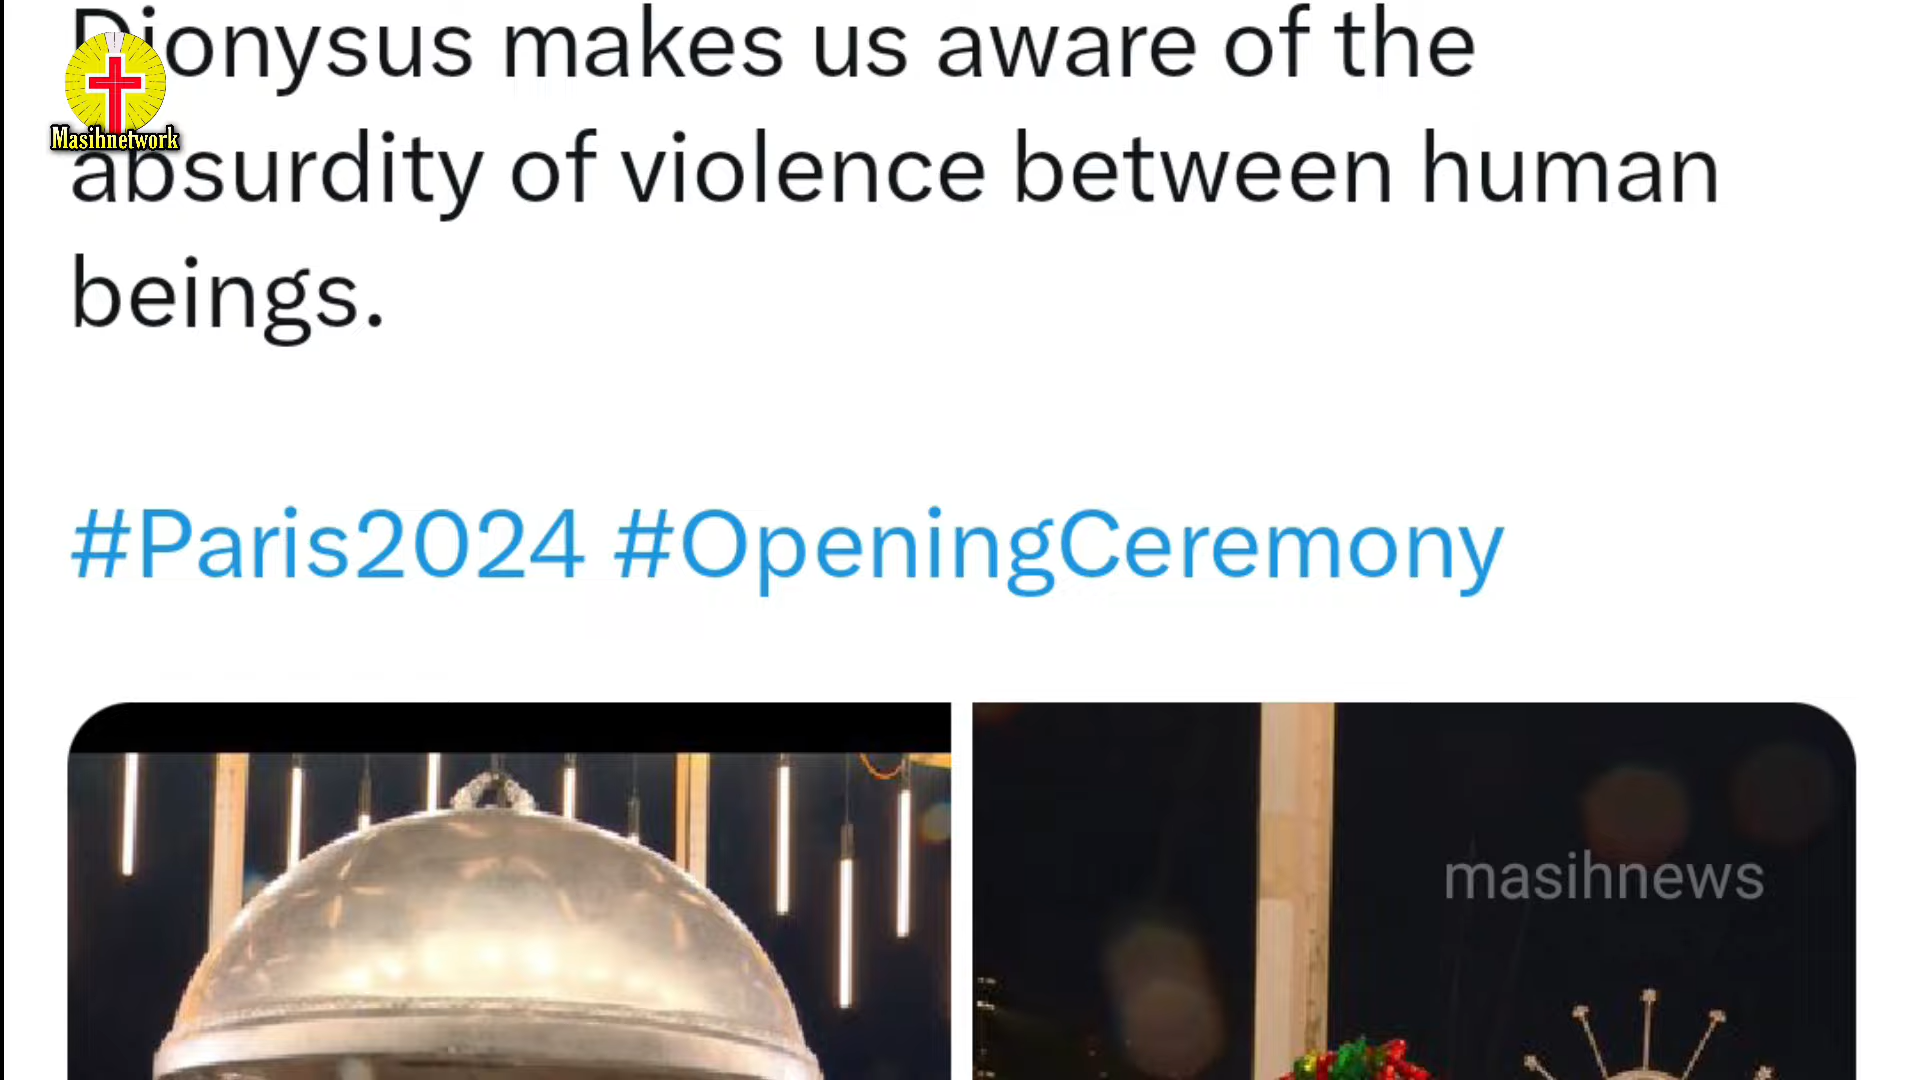 Dionysus makes us aware of the
Masihnetwork
absurdity of violence between human
beings.
#Paris2024 #OpeningCeremony
masihnews